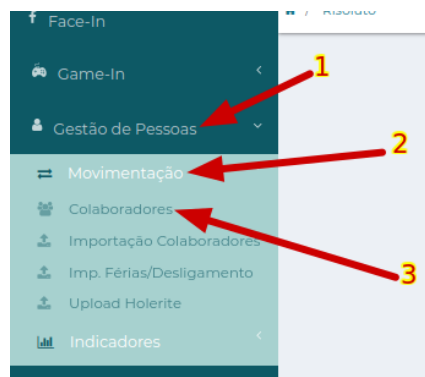 Face-In
/ Risoluto
Game-In
1
Gestão de Pessoas
2
Movimentação
Colaboradores
Importação Colaboradores
3
Imp. Férias/Desligamento
Upload Holerite
Indicadores